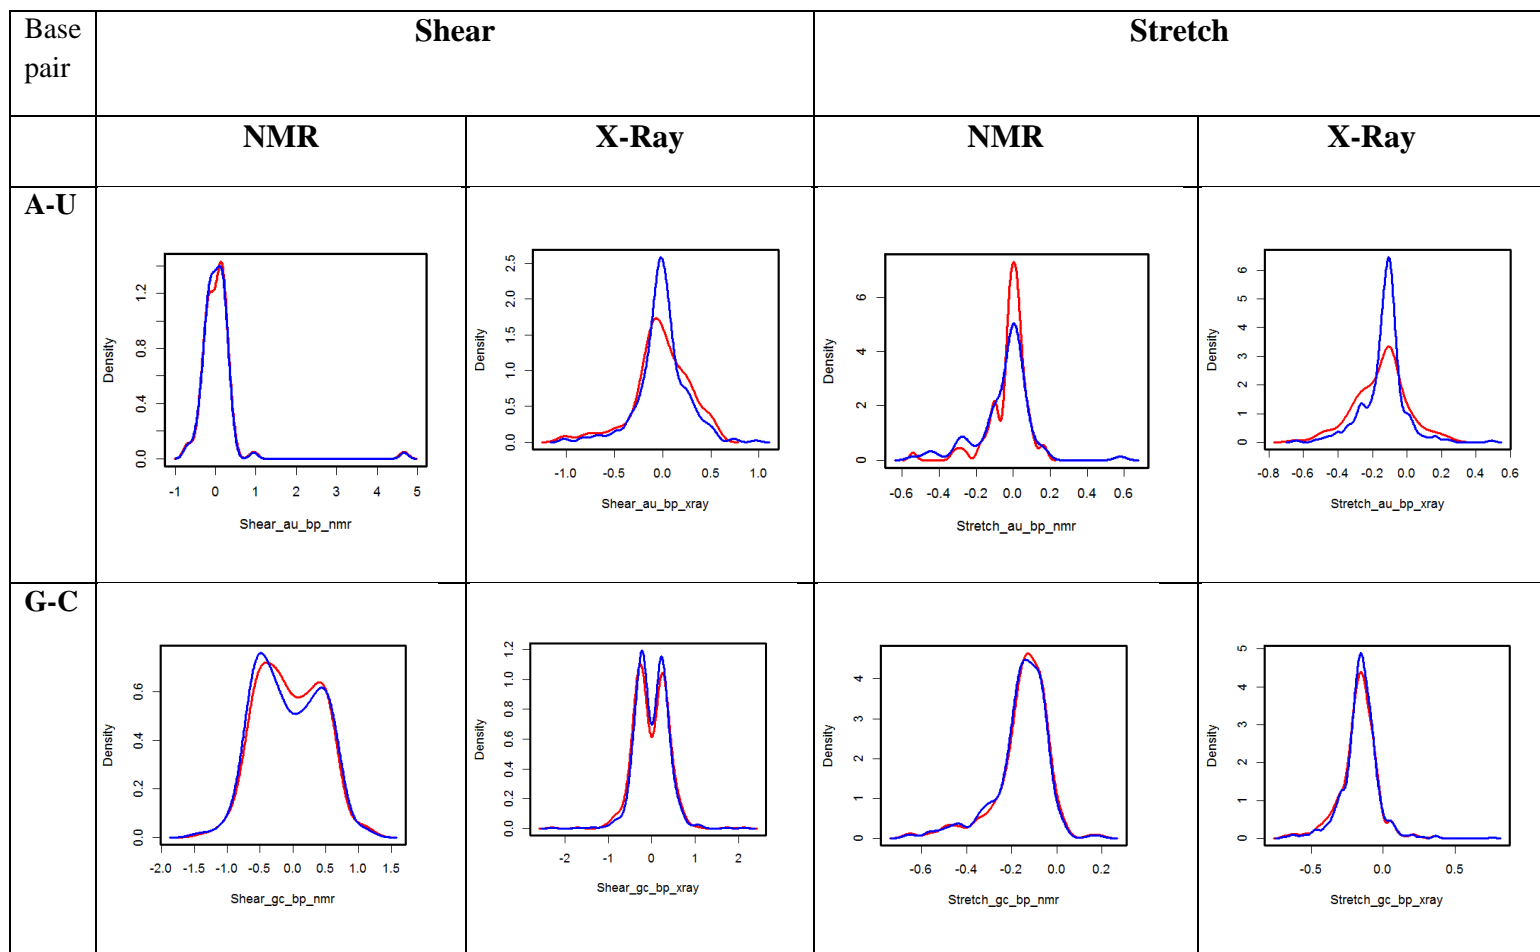 Base pair
Shear
Stretch
NMR
X-Ray
NMR
X-Ray
A-U
Density
0.0 0.4 0.8 1.2
-1 0 1 2 3 4 5
Shear_au_bp_nmr
Density
0.0 0.5 1.0 1.5 2.0 2.5
-1.0 -0.5 0.0 0.5 1.0
Shear_au_bp_xray
Density
0 2 4 6
-0.6 -0.4 -0.2 0.0 0.2 0.4 0.6
Stretch_au_bp_nmr
Density
0 1 2 3 4 5 6
-0.8 -0.6 -0.4 -0.2 0.0 0.2 0.4 0.6
Stretch_au_bp_xray
G-C
Density
0.0 0.2 0.4 0.6
-2.0 -1.5 -1.0 -0.5 0.0 0.5 1.0 1.5
Shear_gc_bp_nmr
Density
0.0 0.2 0.4 0.6 0.8 1.0 1.2
-2 -1 0 1 2
Shear_gc_bp_xray
Density
0 1 2 3 4
-0.6 -0.4 -0.2 0.0 0.2
Stretch_gc_bp_nmr
Density
0 1 2 3 4 5
-0.5 0.0 0.5
Stretch_gc_bp_xray